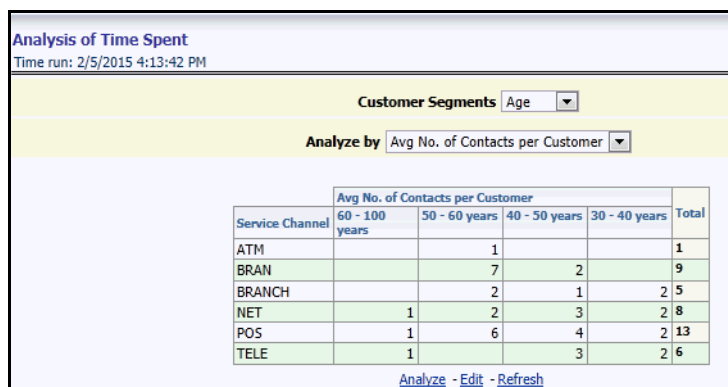 Analysis of Time Spent
Time run: 2/5/2015 4:13:42 PM
Customer Segments Age
Analyze by Avg No. of Contacts per Customer
Avg No. of Contacts per Customer Total
Service Channel 60 - 100 years 50 - 60 years 40 - 50 years 30 - 40 years
ATM 1 1
BRAN 7 2 9
BRANCH 2 1 2 5
NET 1 2 3 2 8
POS 1 6 4 2 13
TELE 1 3 2 6
Analyze - Edit - Refresh